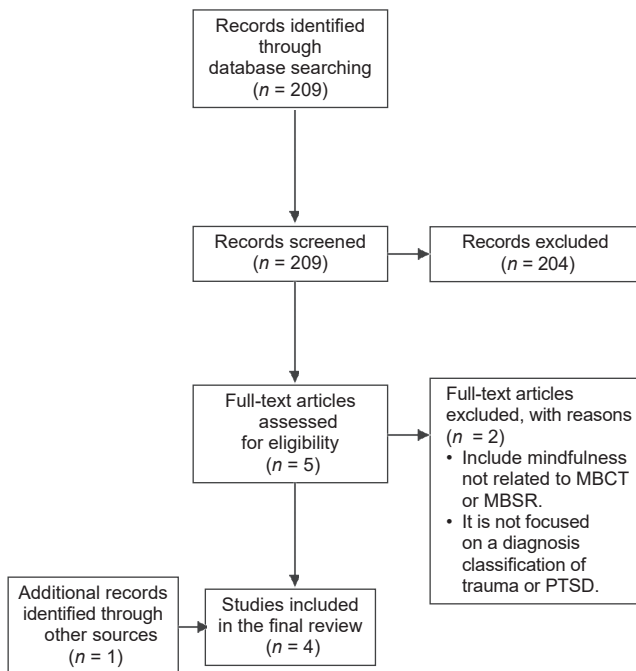 Records identified
through
database searching
(n = 209)
Records screened
(n = 209)
Records excluded
(n = 204)
Full-text articles
assessed
for eligibility
(n = 5)
Full-text articles
excluded, with reasons
(n = 2)
• Include mindfulness
not related to MBCT
or MBSR.
• It is not focused
on a diagnosis
classification of
trauma or PTSD.
Additional records
identified through
other sources
(n = 1)
Studies included
in the final review
(n = 4)